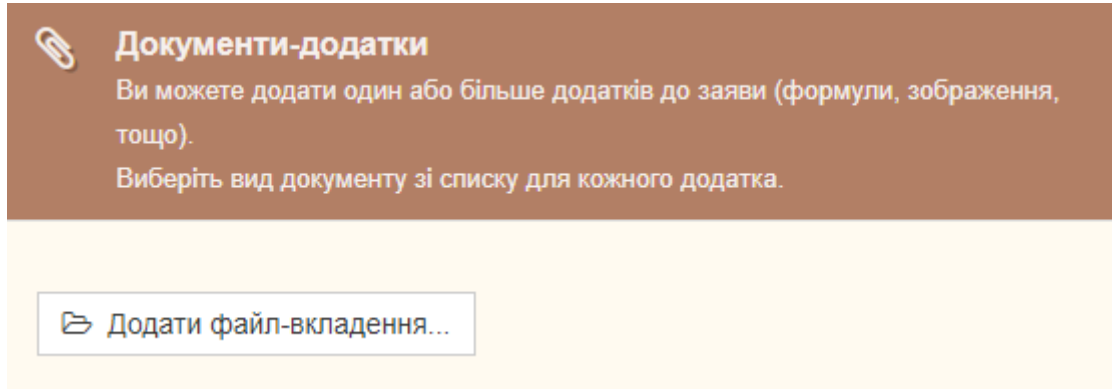 Документи-додатки
Ви можете додати один або більше додатків до заяви (формули, зображення,
тощо).
Виберіть вид документу зі списку для кожного додатка.
Додати файл-вкладення...